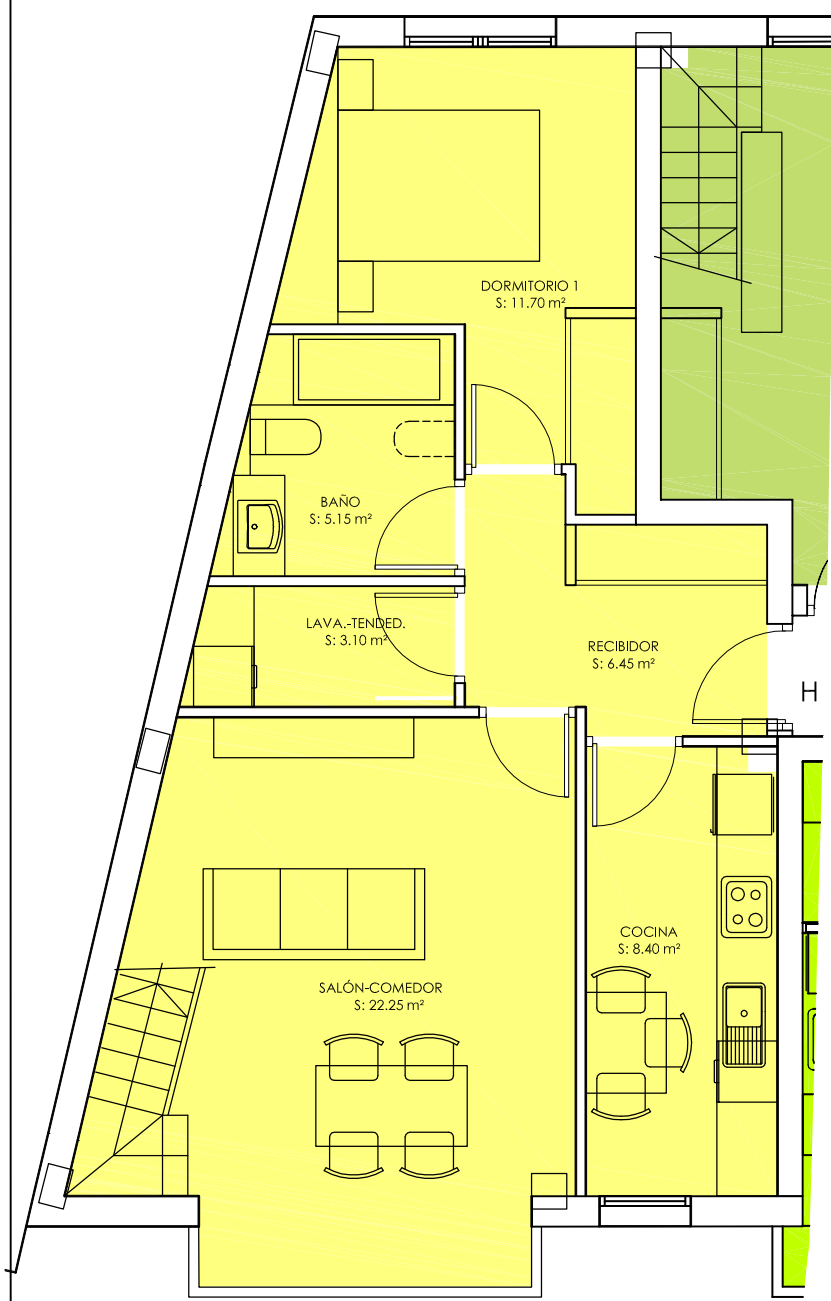 DORMITORIO 1
S: 11.70 m²
BAÑO
S: 5.15 m²
LAVA.-TENDED.
S: 3.10 m²
RECIBIDOR
S: 6.45 m²
H
COCINA
S: 8.40 m²
SALÓN-COMEDOR
S: 22.25 m²